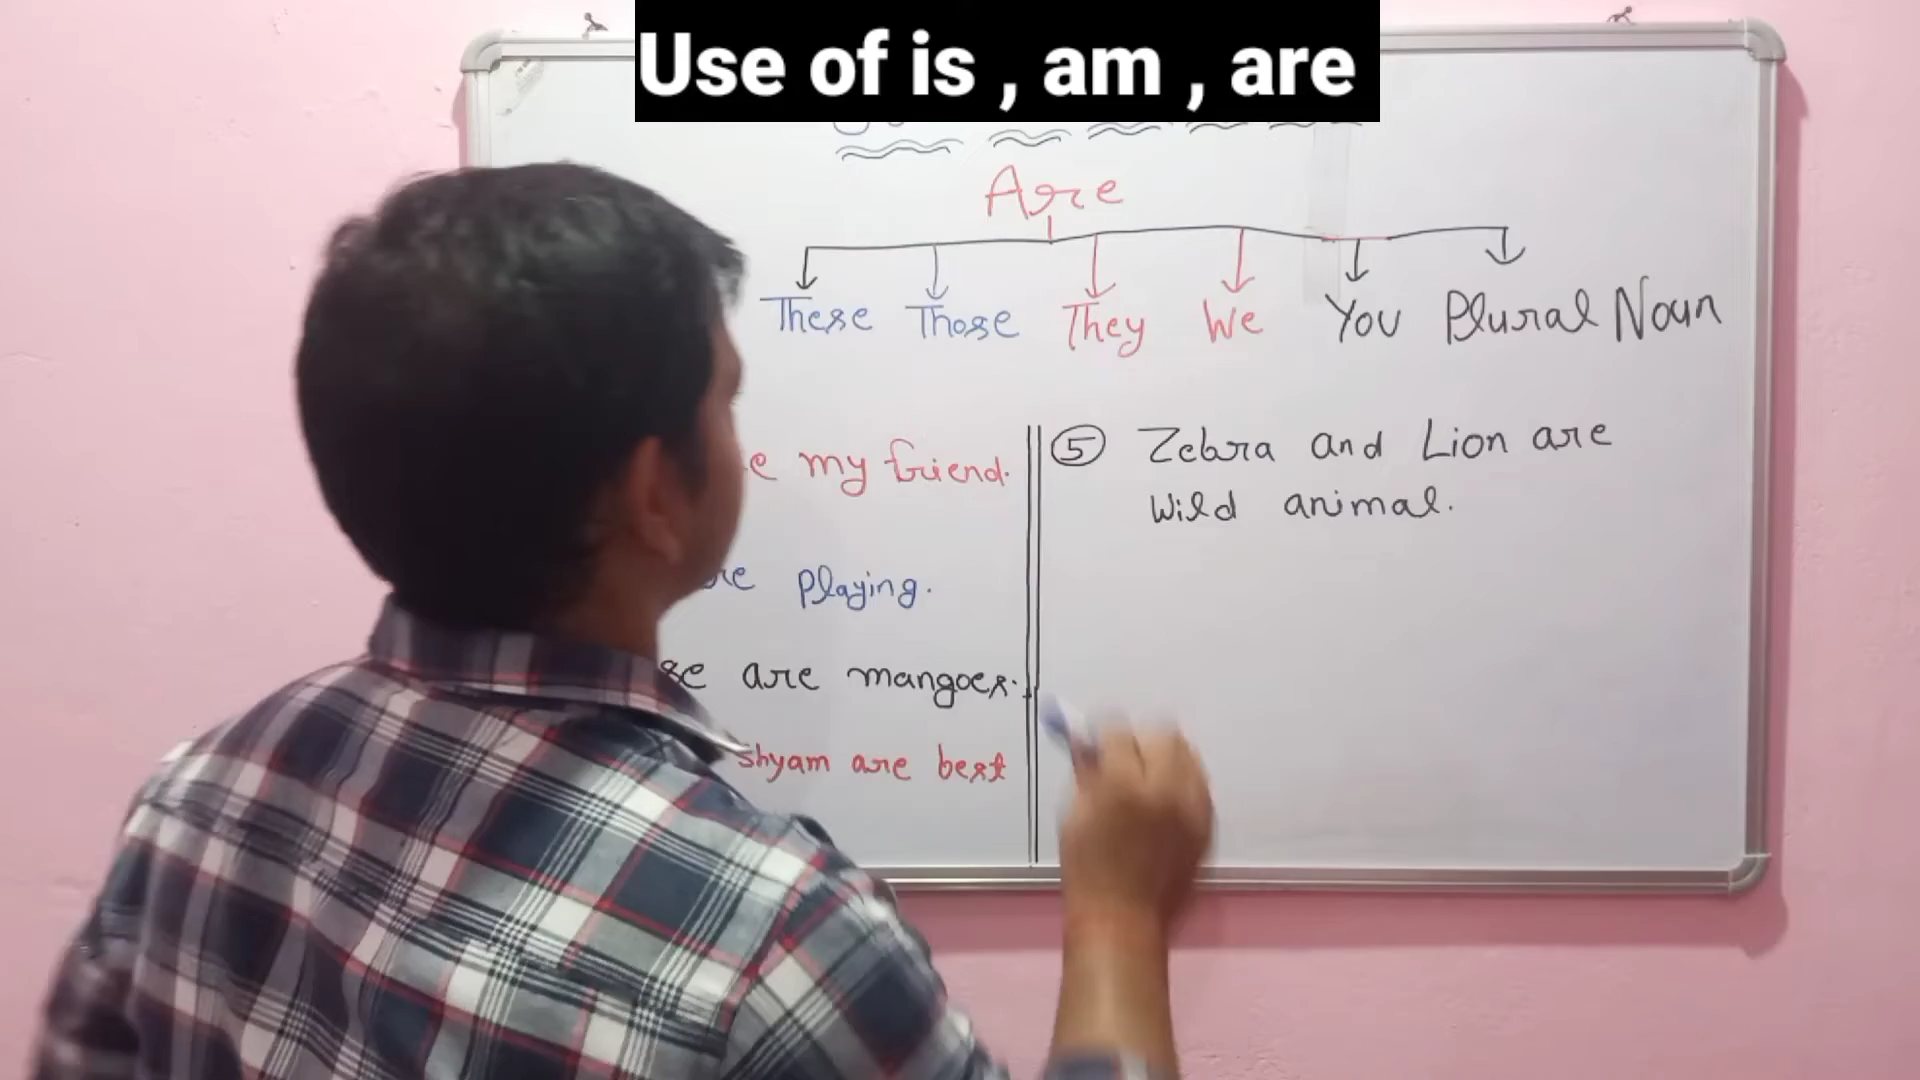 Use of is , am , are
Are
These Those They We You Plural Noun
my friend.
playing.
are mangoes.
shyam are best
5 Zebra and Lion are
Wild animal.